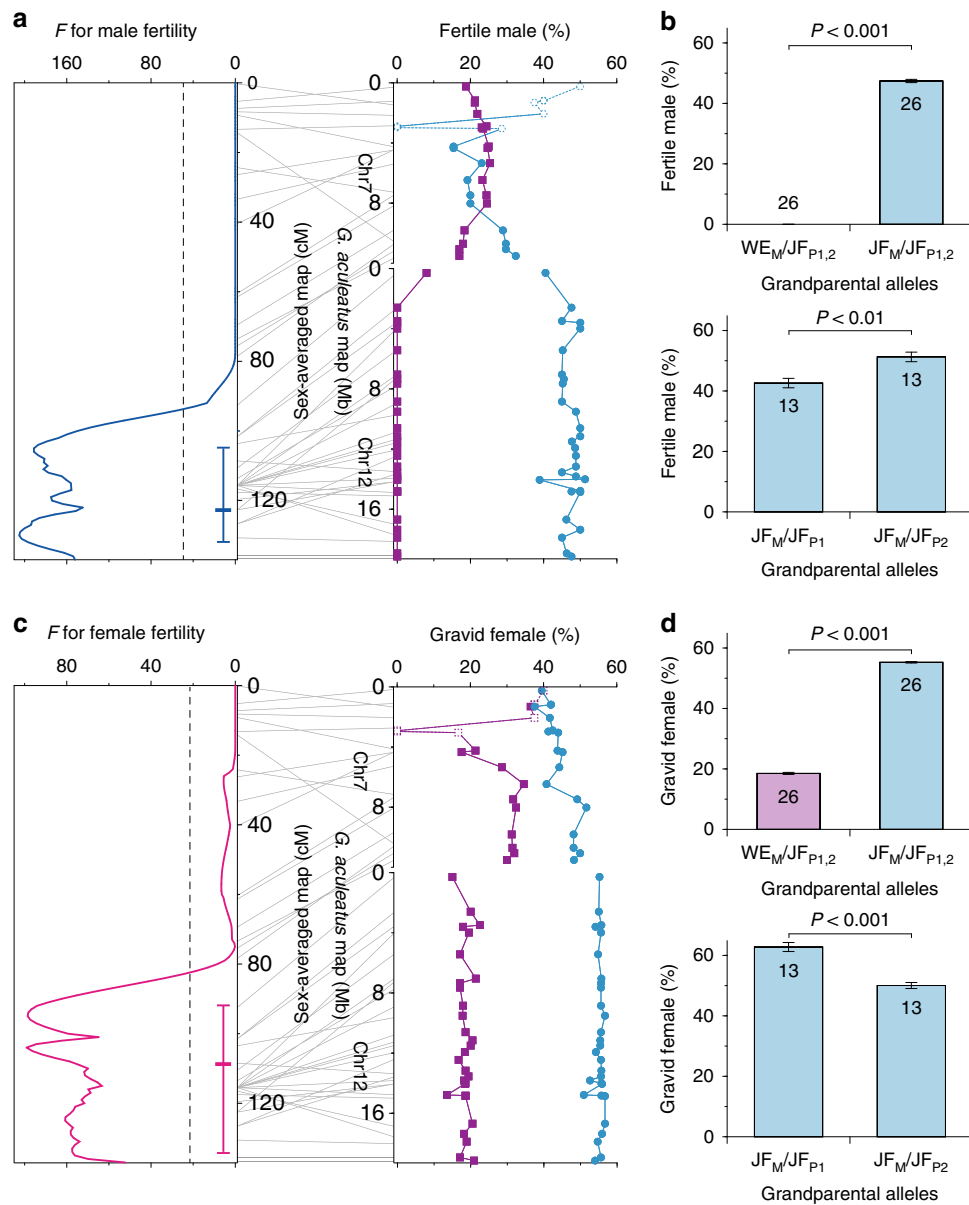 a
F for male fertility
160 80 0
0
40
80
120
Sex-averaged map (cM)
G. aculeatus map (Mb)
Fertile male (%)
0 20 40 60
0
Chr7
8
0
8
Chr12
16
b
P < 0.001
Fertile male (%)
60
40
20
0
26
26
WEM/JFP1,2 JFM/JFP1,2
Grandparental alleles
P < 0.01
Fertile male (%)
60
40
20
0
13
13
JFM/JFP1 JFM/JFP2
Grandparental alleles
c
F for female fertility
80 40 0
0
40
80
120
Sex-averaged map (cM)
G. aculeatus map (Mb)
Gravid female (%)
0 20 40 60
0
Chr7
8
0
8
Chr12
16
d
P < 0.001
Gravid female (%)
60
40
20
0
26
26
WEM/JFP1,2 JFM/JFP1,2
Grandparental alleles
P < 0.001
Gravid female (%)
60
40
20
0
13
13
JFM/JFP1 JFM/JFP2
Grandparental alleles